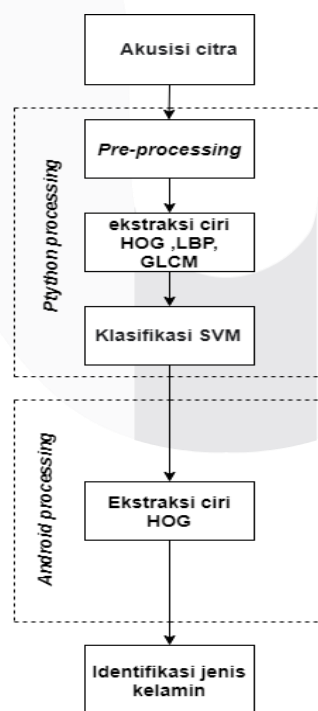 Akusisi citra
Pre-processing
ekstraksi ciri
HOG ,LBP,
GLCM
Klasifikasi SVM
Ptython processing
Ekstraksi ciri
HOG
Android processing
Identifikasi jenis
kelamin